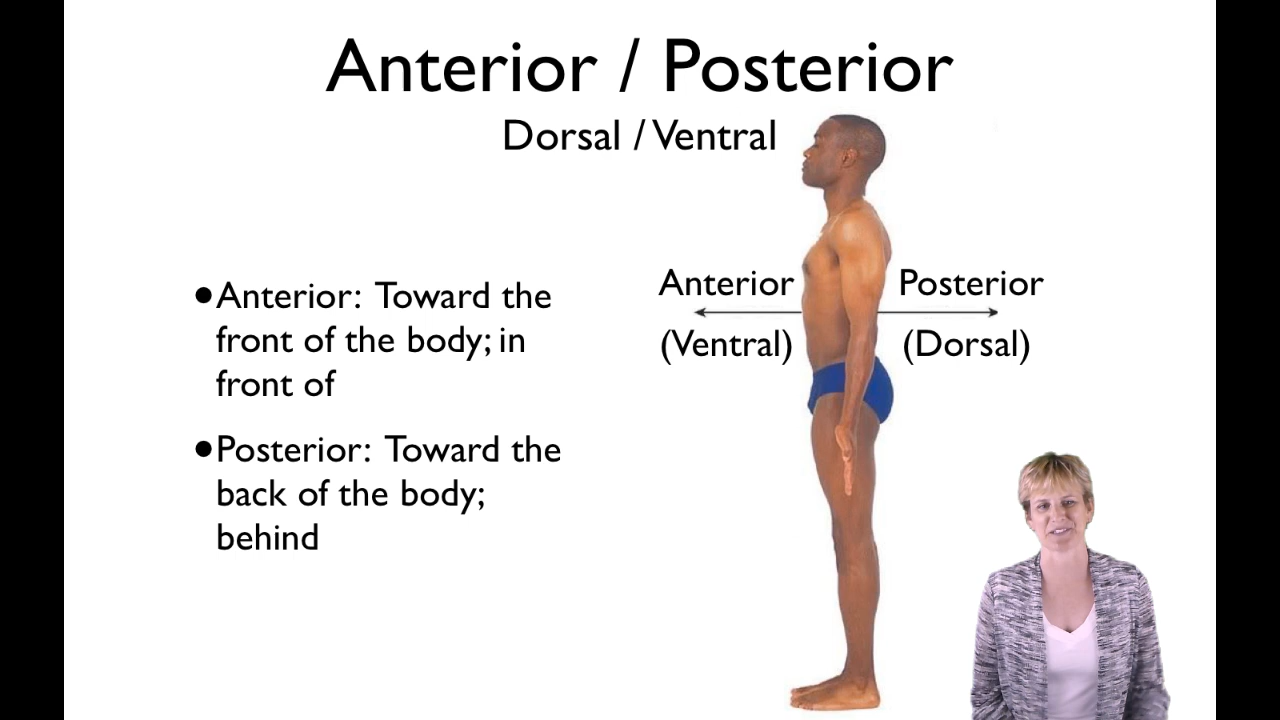 Anterior / Posterior
Dorsal / Ventral
•Anterior: Toward the
front of the body; in
front of
•Posterior: Toward the
back of the body;
behind
Anterior
(Ventral)
Posterior
(Dorsal)